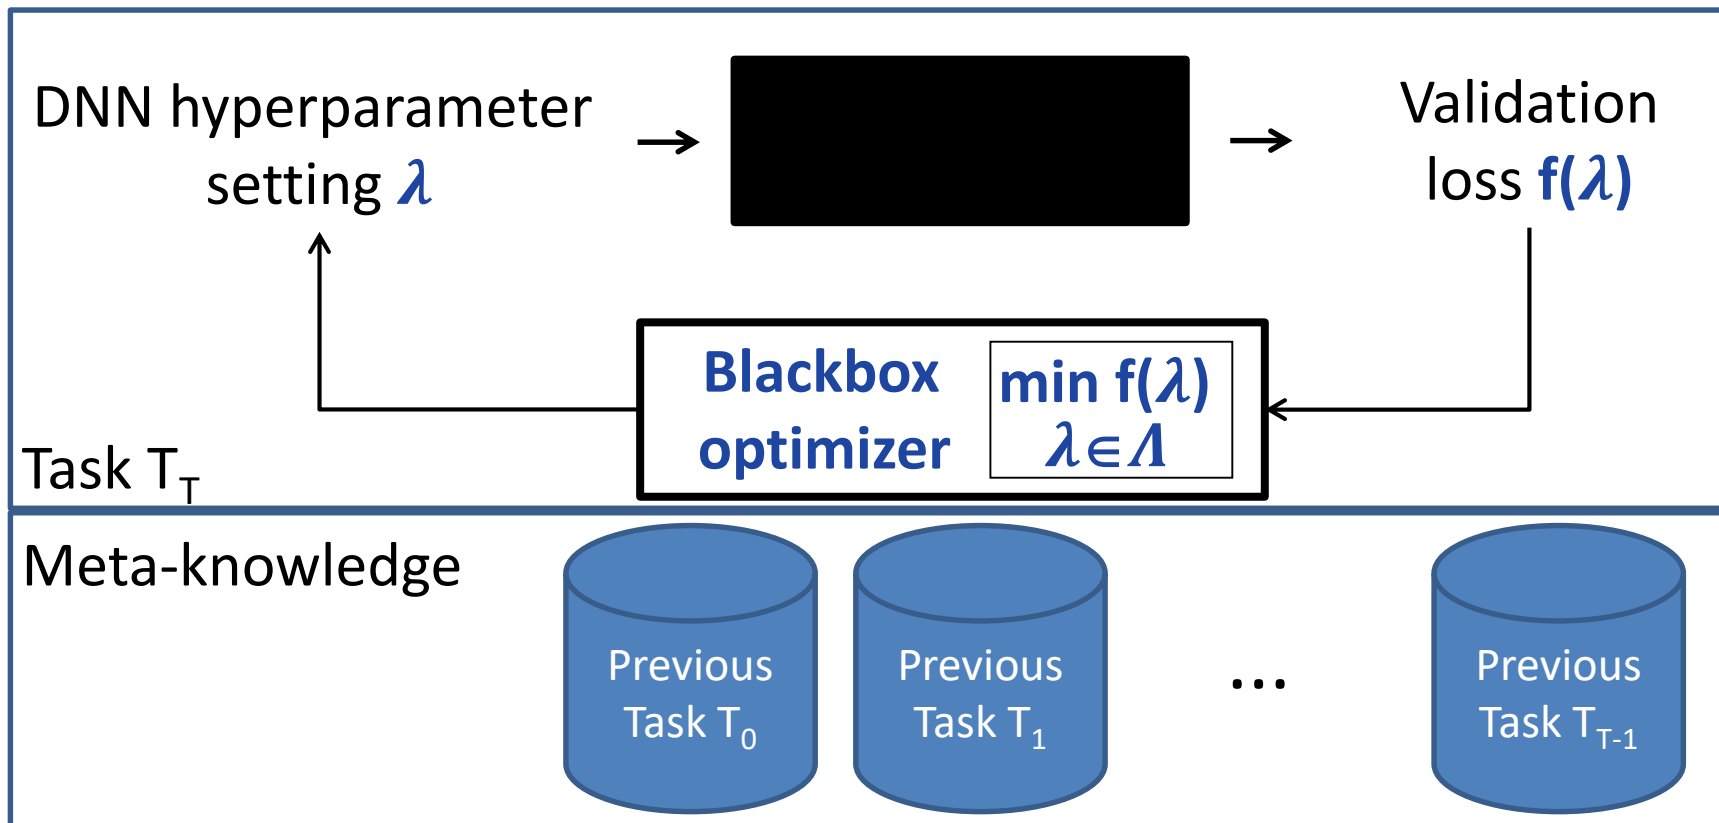 DNN hyperparameter
setting λ
Validation
loss f(λ)
Blackbox
optimizer
min f(λ)
λ∈Λ
Task T_T
Meta-knowledge
Previous
Task T_0
Previous
Task T_1
...
Previous
Task T_{T-1}